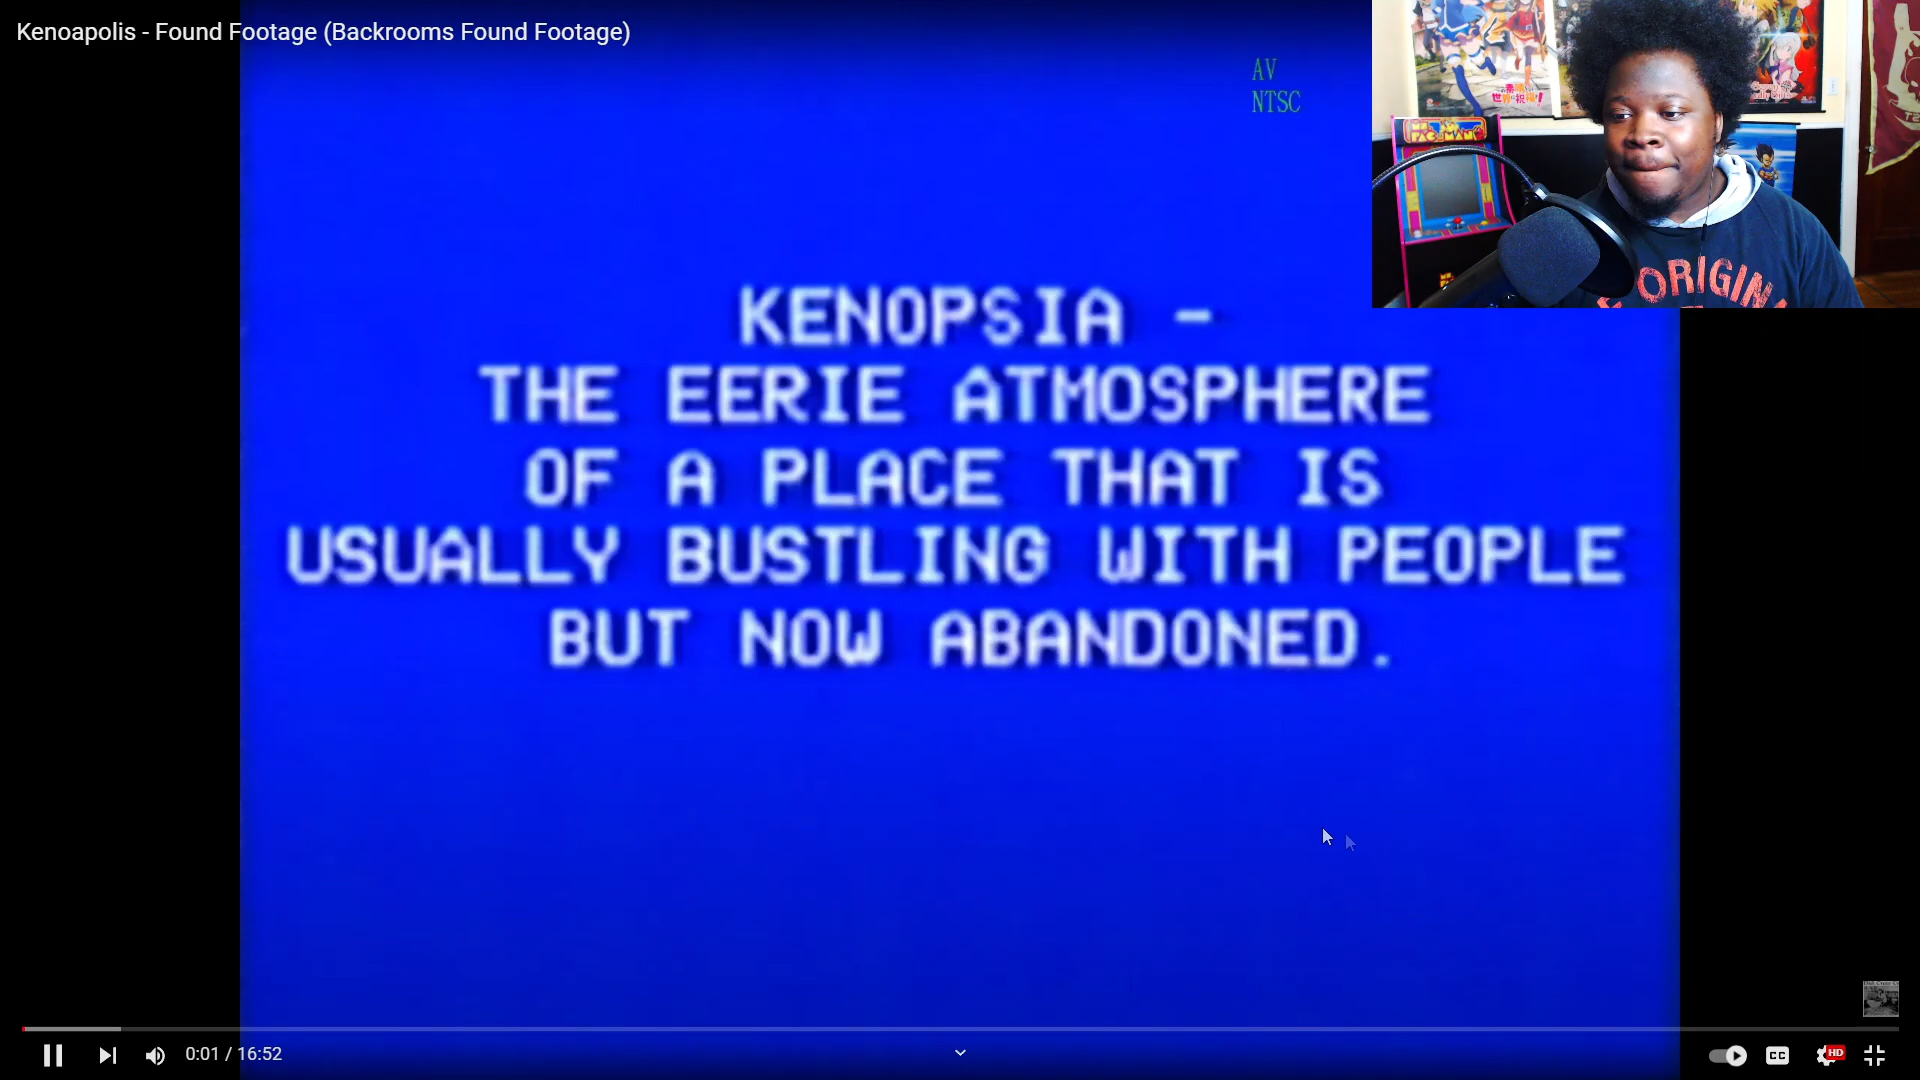 Kenoapolis - Found Footage (Backrooms Found Footage)
AV
NTSC
KENOPSIA -
THE EERIE ATMOSPHERE
OF A PLACE THAT IS
USUALLY BUSTLING WITH PEOPLE
BUT NOW ABANDONED.
PAC-MAN
ORIGIN
0:01 / 16:52
CC
HD